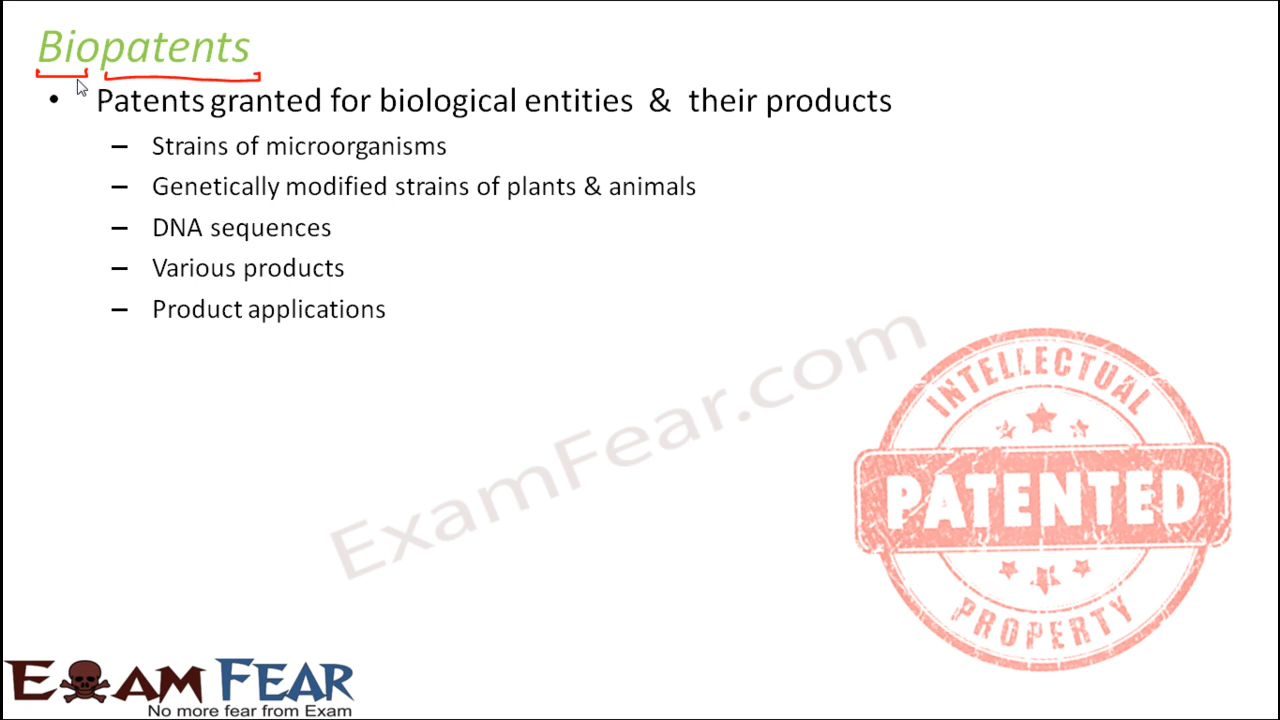 Biopatents
• Patents granted for biological entities & their products
– Strains of microorganisms
– Genetically modified strains of plants & animals
– DNA sequences
– Various products
– Product applications
ExamFear.com
INTELLECTUAL
PATENTED
PROPERTY
EXAM FEAR
No more fear from Exam